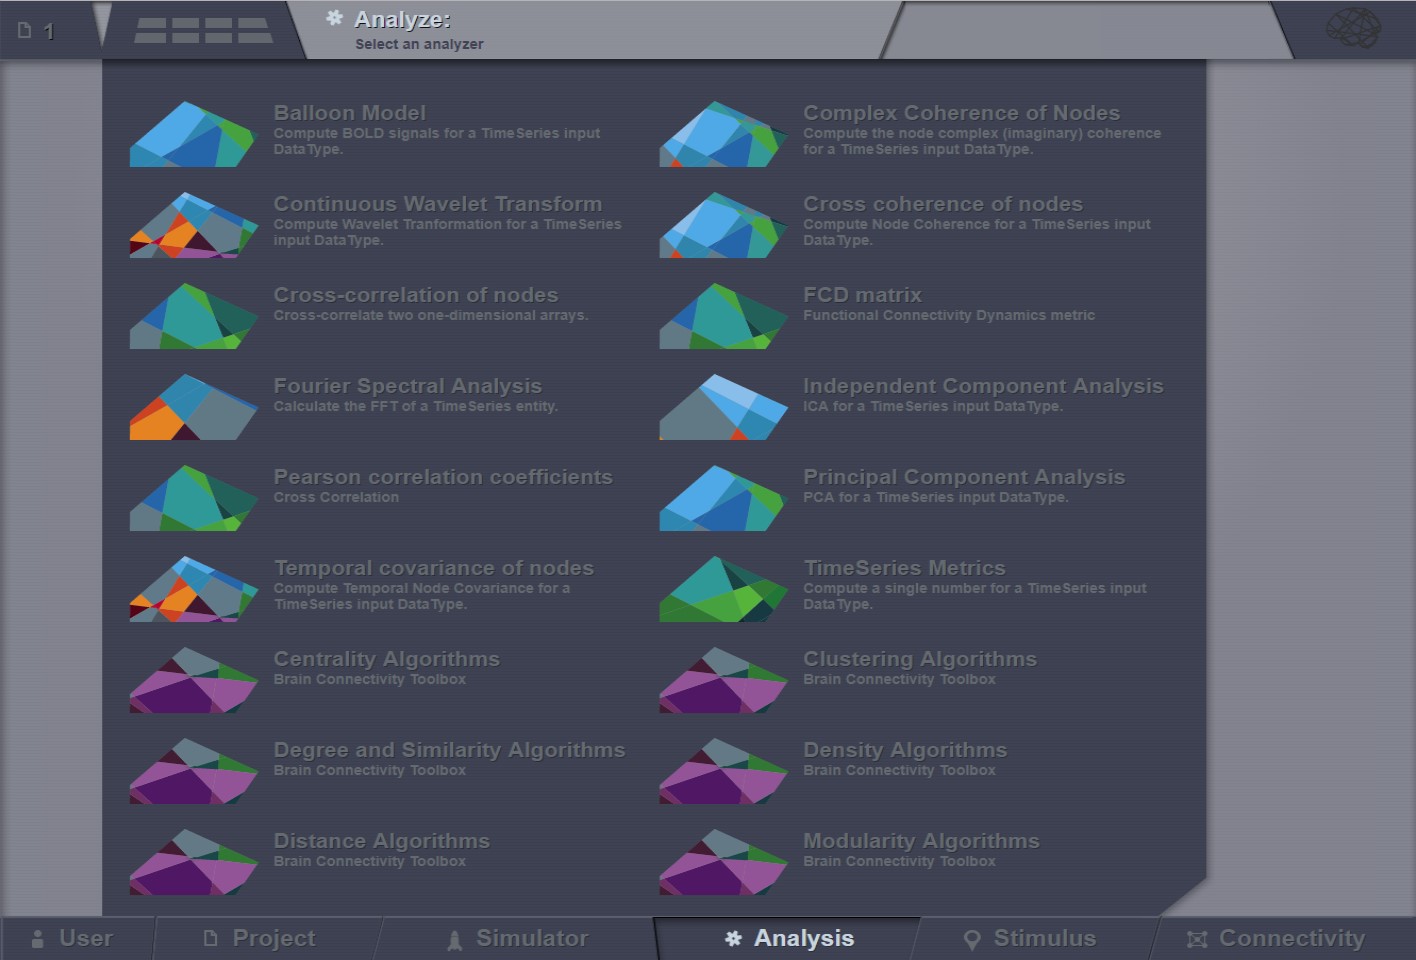 1
Analyze:
Select an analyzer
Balloon Model
Compute BOLD signals for a TimeSeries input
DataType.
Complex Coherence of Nodes
Compute the node complex (imaginary) coherence
for a TimeSeries input DataType.
Continuous Wavelet Transform
Compute Wavelet Tranformation for a TimeSeries
input DataType.
Cross coherence of nodes
Compute Node Coherence for a TimeSeries input
DataType.
Cross-correlation of nodes
Cross-correlate two one-dimensional arrays.
FCD matrix
Functional Connectivity Dynamics metric
Fourier Spectral Analysis
Calculate the FFT of a TimeSeries entity.
Independent Component Analysis
ICA for a TimeSeries input DataType.
Pearson correlation coefficients
Cross Correlation
Principal Component Analysis
PCA for a TimeSeries input DataType.
Temporal covariance of nodes
Compute Temporal Node Covariance for a
TimeSeries input DataType.
TimeSeries Metrics
Compute a single number for a TimeSeries input
DataType.
Centrality Algorithms
Brain Connectivity Toolbox
Clustering Algorithms
Brain Connectivity Toolbox
Degree and Similarity Algorithms
Brain Connectivity Toolbox
Density Algorithms
Brain Connectivity Toolbox
Distance Algorithms
Brain Connectivity Toolbox
Modularity Algorithms
Brain Connectivity Toolbox
User
Project
Simulator
Analysis
Stimulus
Connectivity